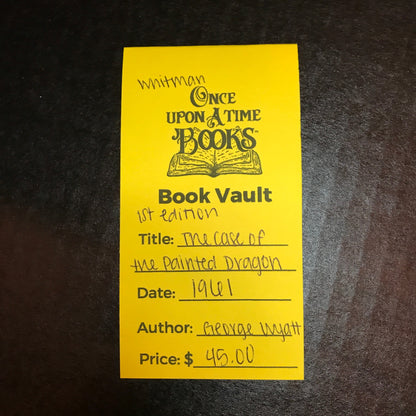 Whitman
ONCE
UPON A TIME
BOOKS™
Book Vault
1st edition
Title: The Case of
the Painted Dragon
Date: 1961
Author: George Wyatt
Price: $ 45.00